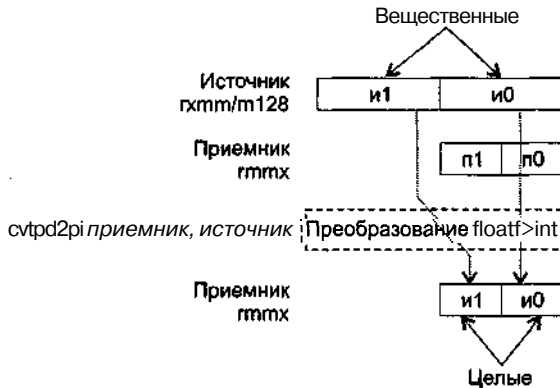 Вещественные
Источник
rxmm/m128
и1 и0
Приемник
rmmx
п1 п0
cvtpd2pi приемник, источник Преобразование floatf>int
Приемник
rmmx
и1 и0
Целые